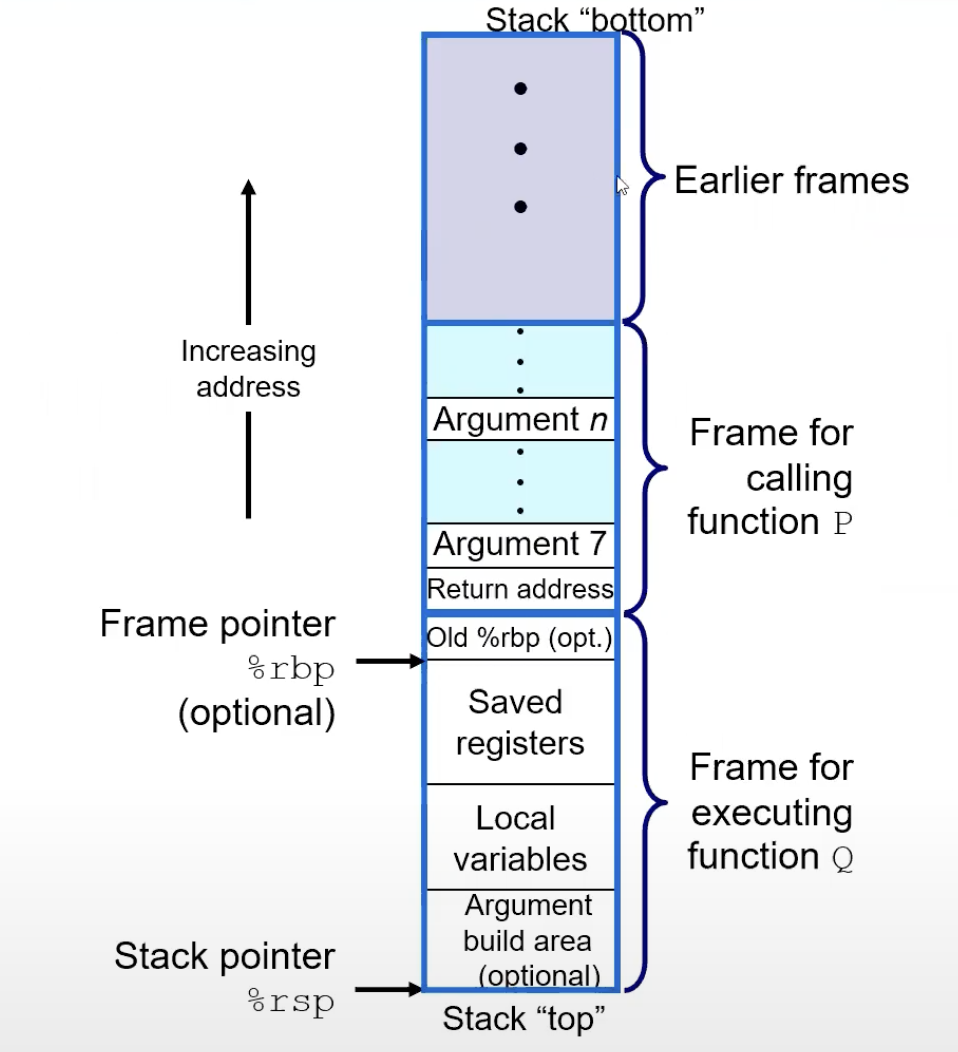 Stack “bottom”
Earlier frames
Increasing
address
Argument n
Frame for
calling
function P
Argument 7
Return address
Frame pointer
%rbp
(optional)
Old %rbp (opt.)
Saved
registers
Frame for
executing
function Q
Local
variables
Argument
build area
(optional)
Stack pointer
%rsp
Stack “top”